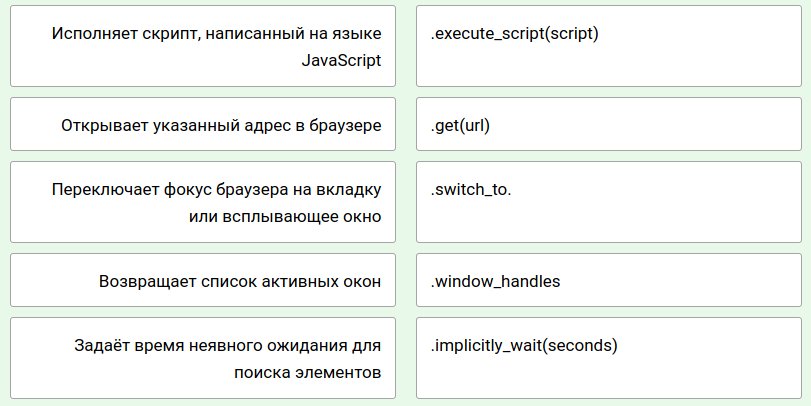 Исполняет скрипт, написанный на языке
JavaScript
.execute_script(script)
Открывает указанный адрес в браузере
.get(url)
Переключает фокус браузера на вкладку
или всплывающее окно
.switch_to.
Возвращает список активных окон
.window_handles
Задаёт время неявного ожидания для
поиска элементов
.implicitly_wait(seconds)